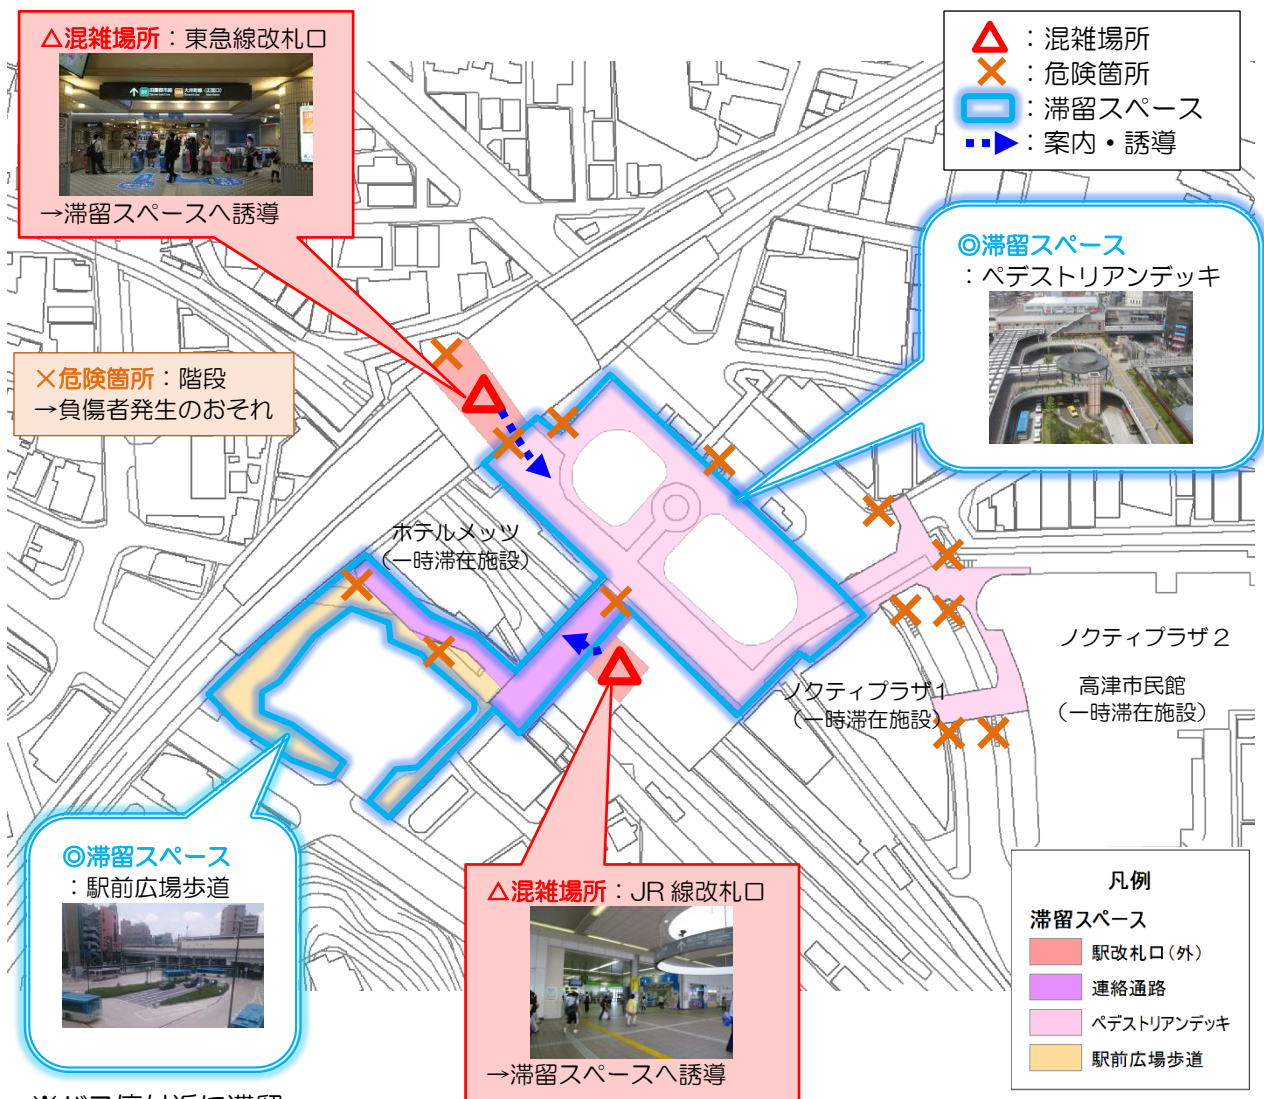 △混雑場所：東急線改札口
→滞留スペースへ誘導
△：混雑場所
×：危険箇所
：滞留スペース
：案内・誘導
◎滞留スペース
：ペデストリアンデッキ
×危険箇所：階段
→負傷者発生のおそれ
ホテルメッツ
（一時滞在施設）
ノクティプラザ２
高津市民館
（一時滞在施設）
ノクティプラザ1
（一時滞在施設）
◎滞留スペース
：駅前広場歩道
△混雑場所：JR線改札口
→滞留スペースへ誘導
凡例
滞留スペース
駅改札口（外）
連絡通路
ペデストリアンデッキ
駅前広場歩道